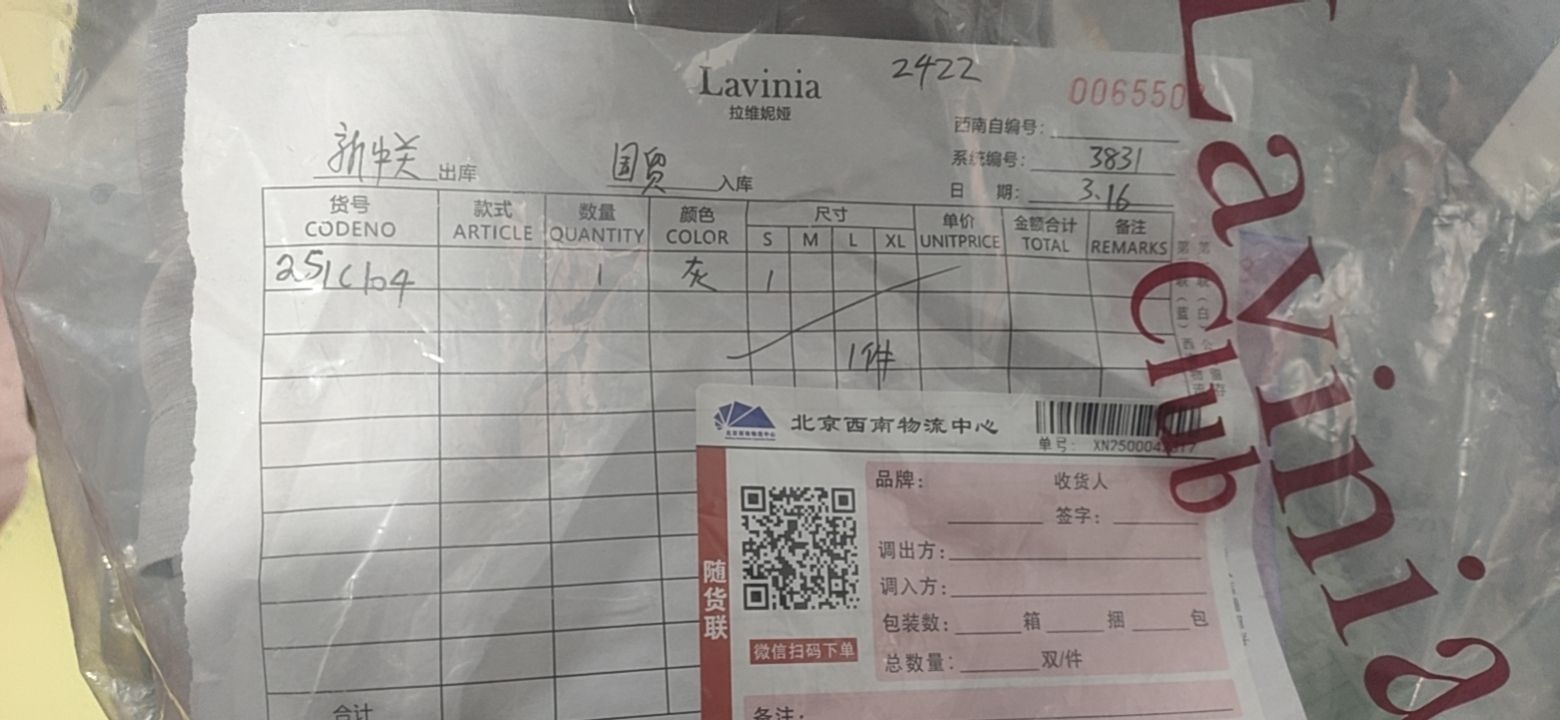 Lavinia
拉维妮娅
2422
006550
西南自编号：
系统编号：3831
日 期：3.16
新中关 出库
国贸 入库
货号 款式 数量 颜色 尺寸 单价 金额合计 备注
CODENO ARTICLE QUANTITY COLOR S M L XL UNITPRICE TOTAL REMARKS
251C104 1 灰 1
1件
合计
北京西南物流中心
单号： XN250004
随货联
微信扫码下单
品牌： 收货人
签字：
调出方：
调入方：
包装数： 箱 捆 包
总数量： 双/件
备注：
Lavinia
Club